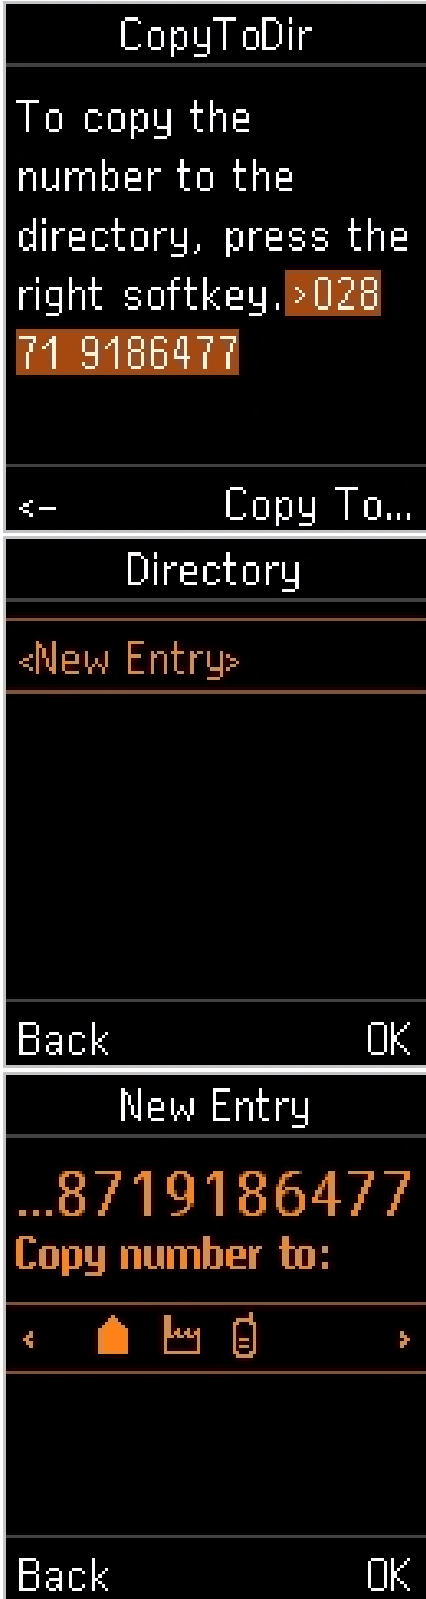 CopyToDir
To copy the
number to the
directory, press the
right softkey.>028
71 9186477
<- Copy To...
Directory
<New Entry>
Back OK
New Entry
...8719186477
Copy number to:
< >
Back OK